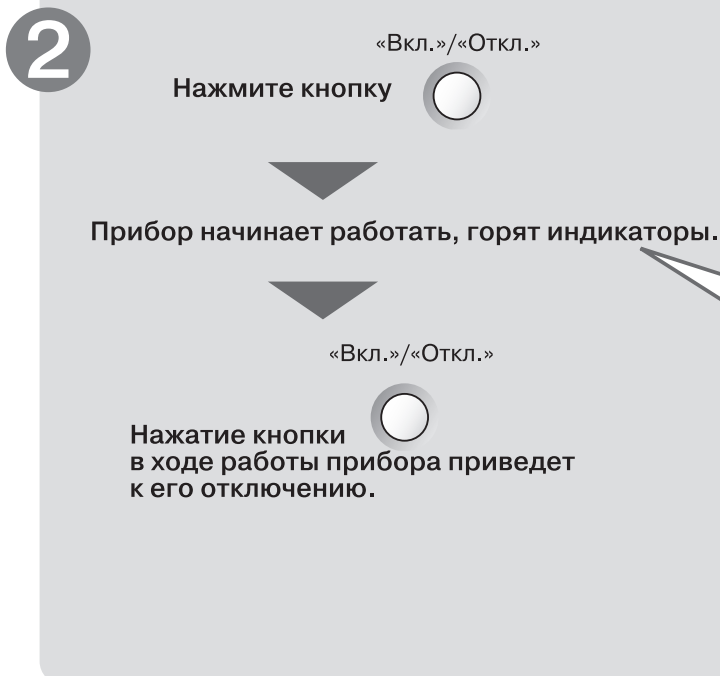 2
«Вкл.»/«Откл.»
Нажмите кнопку
Прибор начинает работать, горят индикаторы.
«Вкл.»/«Откл.»
Нажатие кнопки
в ходе работы прибора приведет
к его отключению.